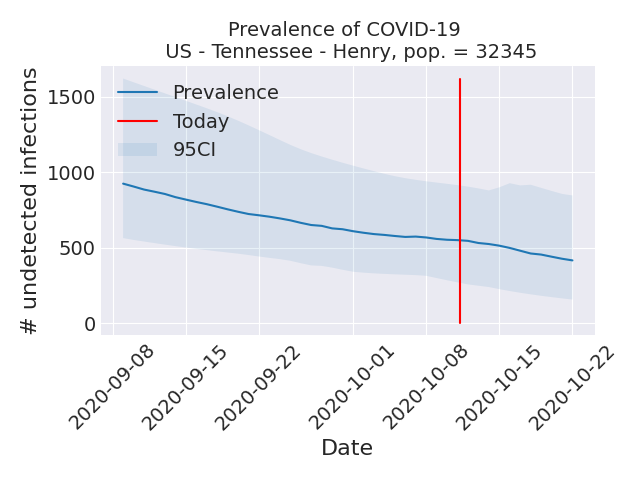 Prevalence of COVID-19
US - Tennessee - Henry, pop. = 32345
# undetected infections
1500
1000
500
0
Prevalence
Today
95CI
2020-09-08
2020-09-15
2020-09-22
2020-10-01
2020-10-08
2020-10-15
2020-10-22
Date